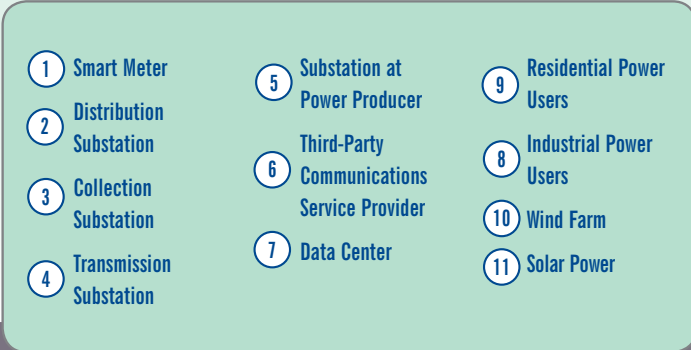 1 Smart Meter
2 Distribution
Substation
3 Collection
Substation
4 Transmission
Substation
5 Substation at
Power Producer
6 Third-Party
Communications
Service Provider
7 Data Center
9 Residential Power
Users
8 Industrial Power
Users
10 Wind Farm
11 Solar Power